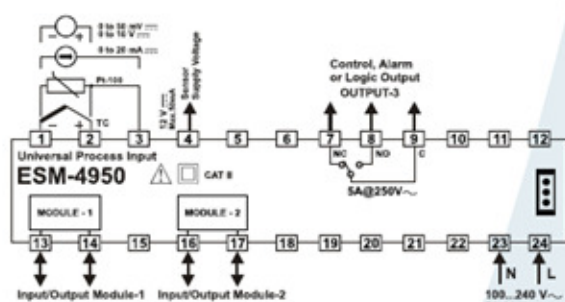 0 to 50 mV
0 to 10 V
- +
0 to 20 mA
Pt-100
- + TC
12 V
Max.50mA
Sensor
Supply Voltage
Control, Alarm
or Logic Output
OUTPUT-3
1 2 3 4 5 6 7 8 9 10 11 12
Universal Process Input
ESM-4950
CAT II
NC NO C
5A@250V
MODULE - 1 MODULE - 2
13 14 15 16 17 18 19 20 21 22 23 24
Input/Output Module-1 Input/Output Module-2
N L
100...240 V